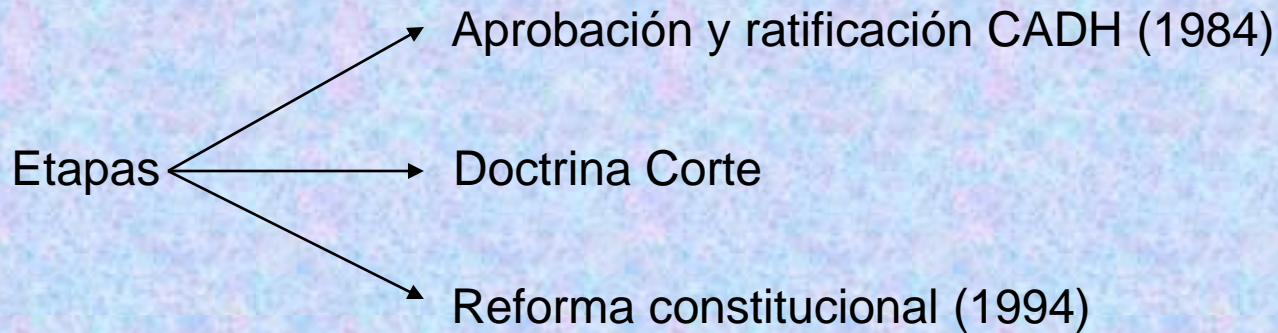 Aprobación y ratificación CADH (1984)
Etapas
Doctrina Corte
Reforma constitucional (1994)